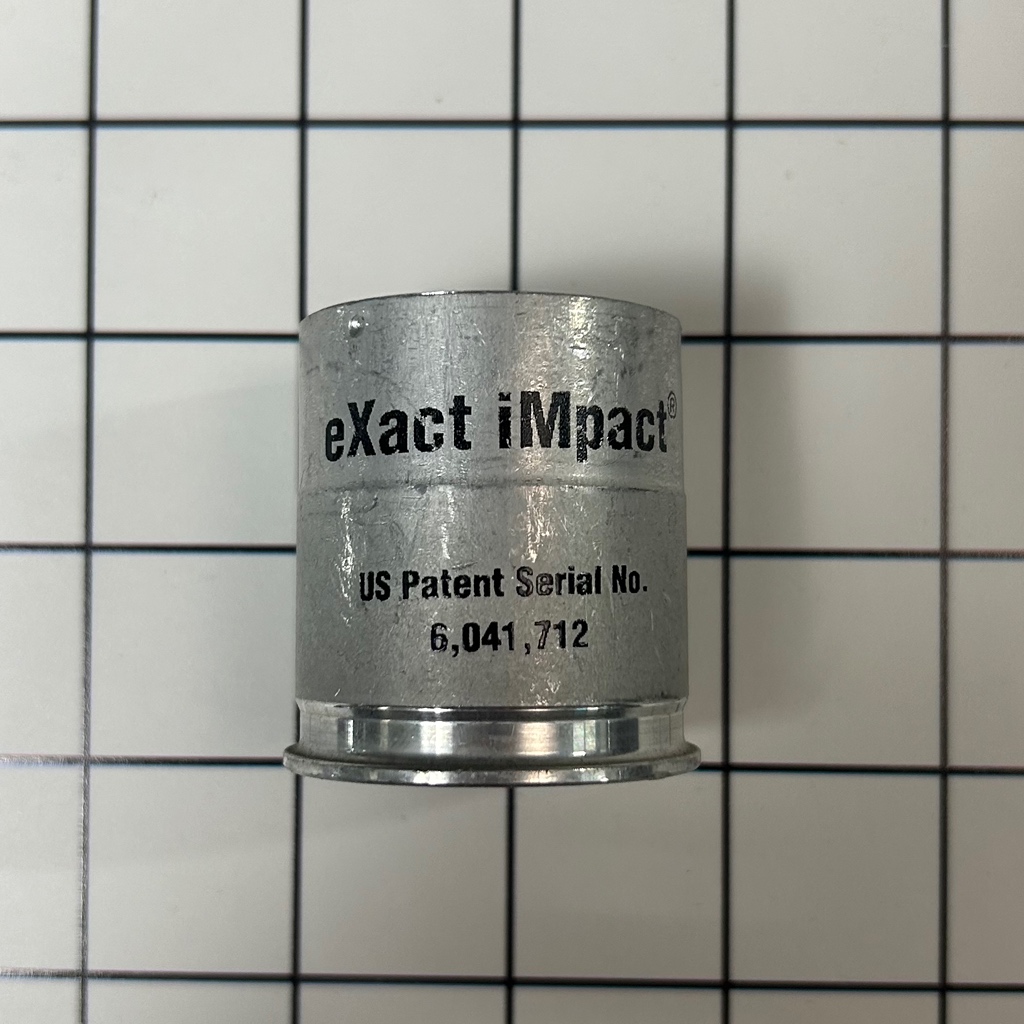 eXact iMpact®
US Patent Serial No.
6,041,712